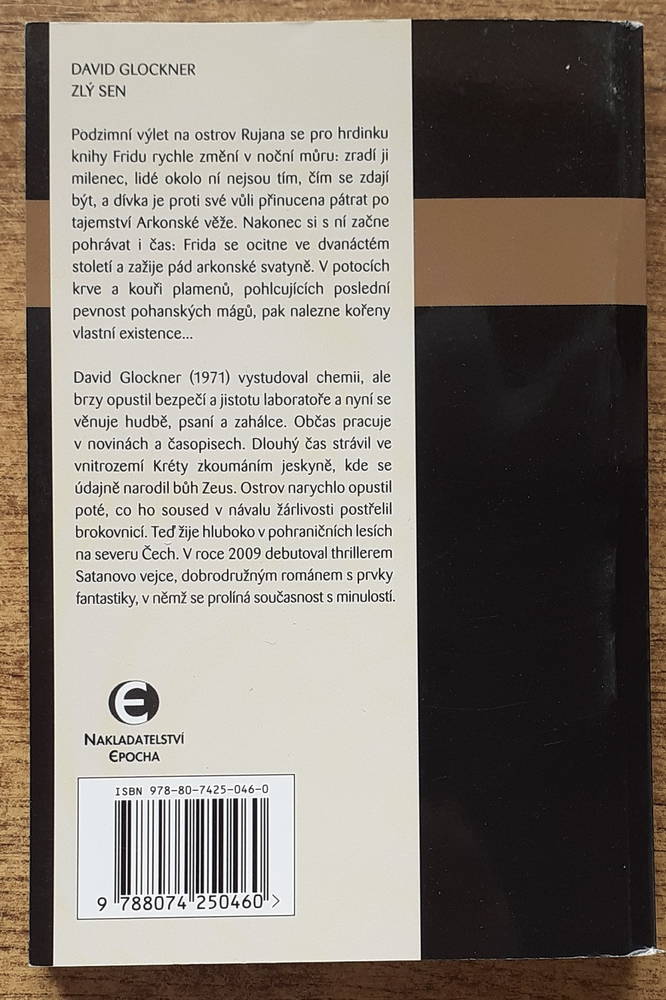 DAVID GLOCKNER
ZLÝ SEN
Podzimní výlet na ostrov Rujana se pro hrdinku
knihy Fridu rychle změní v noční můru: zradí ji
milenec, lidé okolo ní nejsou tím, čím se zdají
být, a dívka je proti své vůli přinucena pátrat po
tajemství Arkonské věže. Nakonec si s ní začne
pohrávat i čas: Frida se ocitne ve dvanáctém
století a zažije pád arkonské svatyně. V potocích
krve a kouři plamenů, pohlcujících poslední
pevnost pohanských mágů, pak nalezne kořeny
vlastní existence...
David Glockner (1971) vystudoval chemii, ale
brzy opustil bezpečí a jistotu laboratoře a nyní se
věnuje hudbě, psaní a zahálce. Občas pracuje
v novinách a časopisech. Dlouhý čas strávil ve
vnitrozemí Kréty zkoumáním jeskyně, kde se
údajně narodil bůh Zeus. Ostrov narychlo opustil
poté, co ho soused v návalu žárlivosti postřelil
brokovnicí. Teď žije hluboko v pohraničních lesích
na severu Čech. V roce 2009 debutoval thrillerem
Satanovo vejce, dobrodružným románem s prvky
fantastiky, v němž se prolíná současnost s minulostí.
NAKLADATELSTVÍ
EPOCHA
ISBN 978-80-7425-046-0
9 788074 250460 >